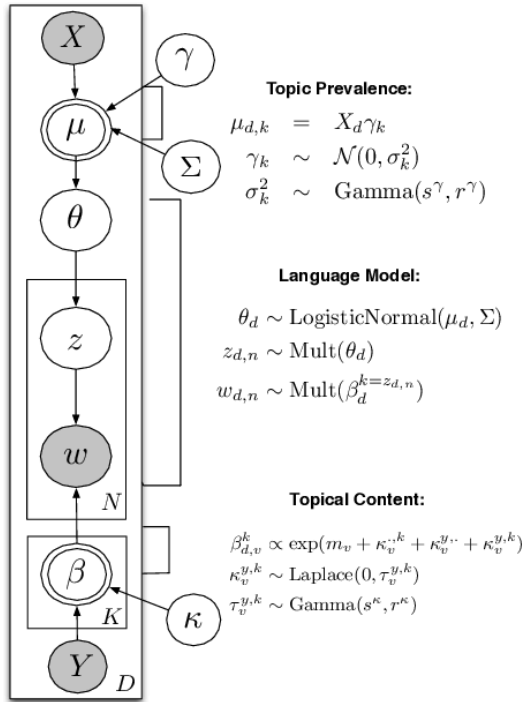 X
γ
μ
Σ
θ
z
w
N
β
K
κ
Y
D
Topic Prevalence:
μ_{d,k} = X_d γ_k
γ_k ∼ 𝒩(0, σ_k^2)
σ_k^2 ∼ Gamma(s^γ, r^γ)
Language Model:
θ_d ∼ LogisticNormal(μ_d, Σ)
z_{d,n} ∼ Mult(θ_d)
w_{d,n} ∼ Mult(β_d^{k=z_{d,n}})
Topical Content:
β_{d,v}^k ∝ exp(m_v + κ_v^{.,k} + κ_v^{y,.} + κ_v^{y,k})
κ_v^{y,k} ∼ Laplace(0, τ_v^{y,k})
τ_v^{y,k} ∼ Gamma(s^κ, r^κ)